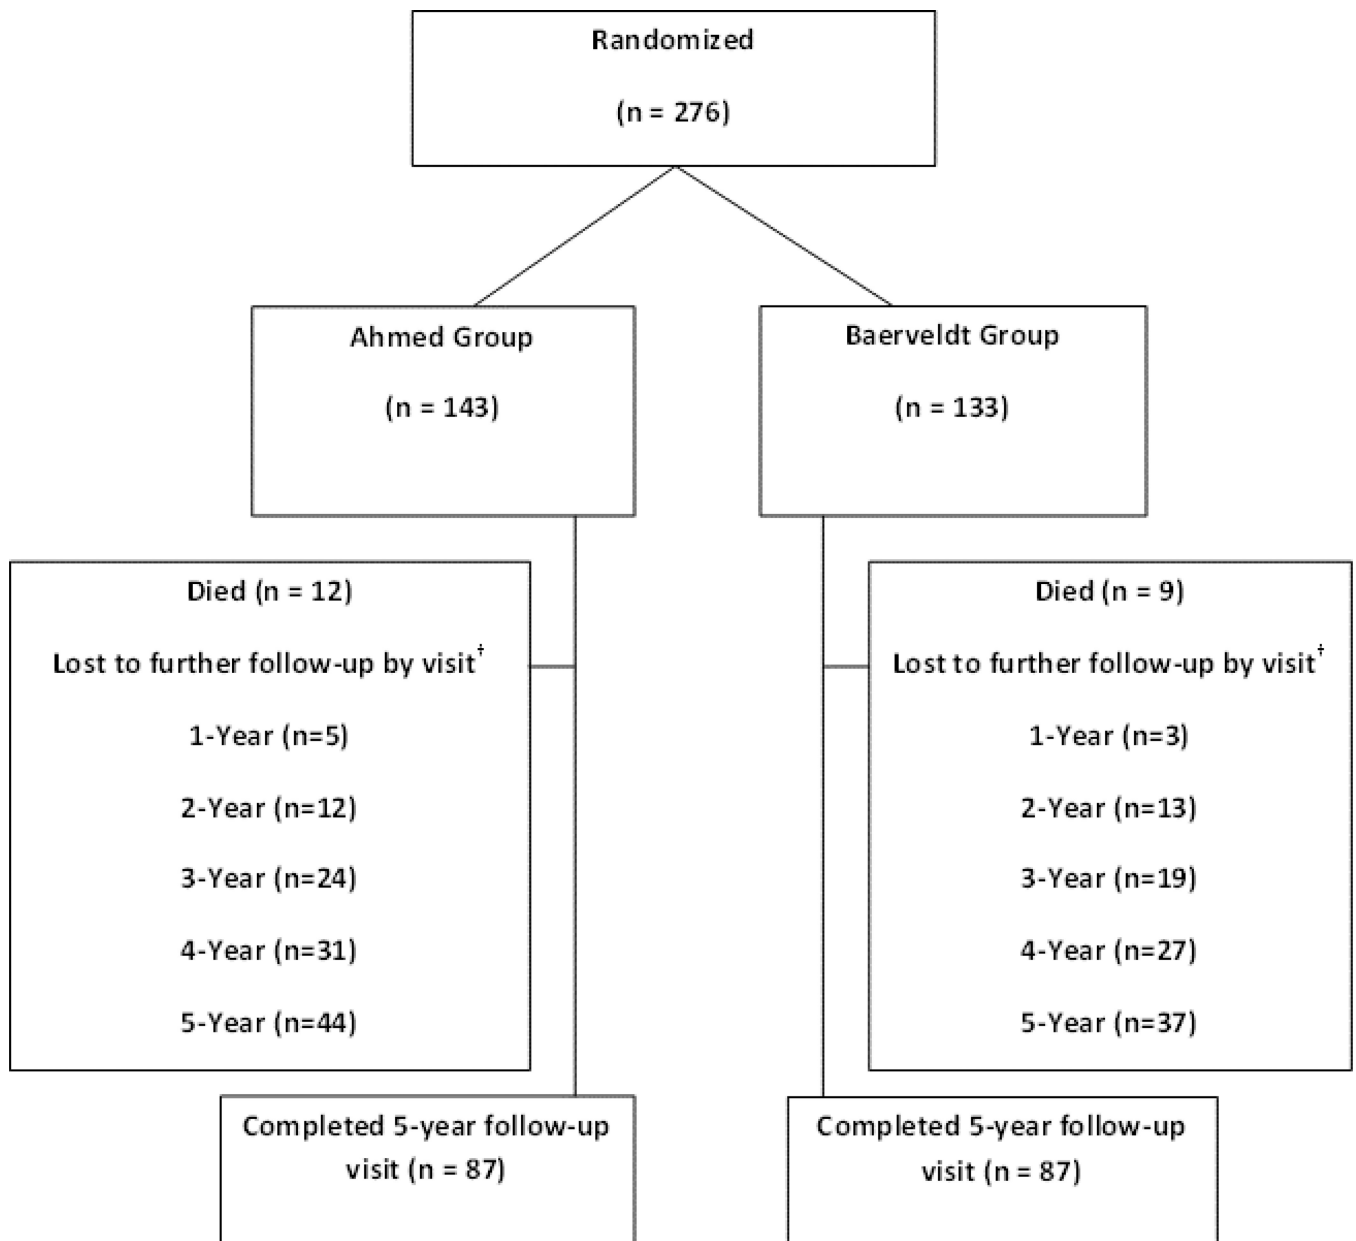 Randomized
(n = 276)
Ahmed Group
(n = 143)
Baerveldt Group
(n = 133)
Died (n = 12)
Lost to further follow-up by visit†
1-Year (n=5)
2-Year (n=12)
3-Year (n=24)
4-Year (n=31)
5-Year (n=44)
Died (n = 9)
Lost to further follow-up by visit†
1-Year (n=3)
2-Year (n=13)
3-Year (n=19)
4-Year (n=27)
5-Year (n=37)
Completed 5-year follow-up
visit (n = 87)
Completed 5-year follow-up
visit (n = 87)